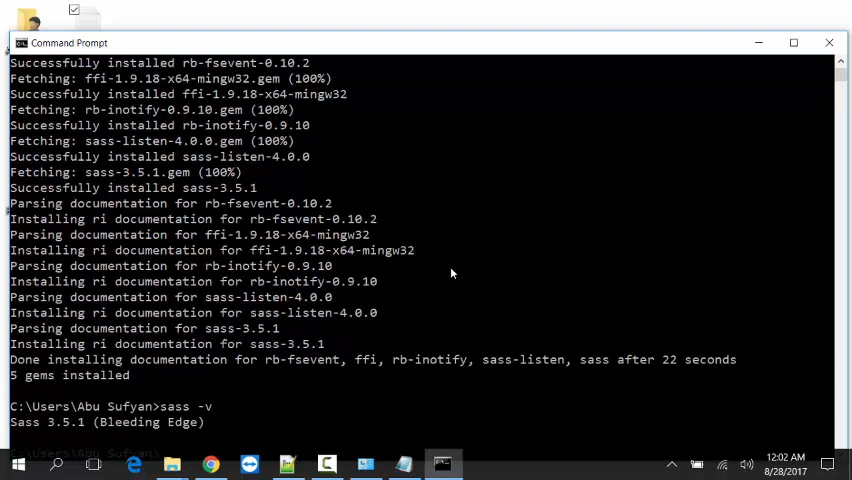 Command Prompt
Successfully installed rb-fsevent-0.10.2
Fetching: ffi-1.9.18-x64-mingw32.gem (100%)
Successfully installed ffi-1.9.18-x64-mingw32
Fetching: rb-inotify-0.9.10.gem (100%)
Successfully installed rb-inotify-0.9.10
Fetching: sass-listen-4.0.0.gem (100%)
Successfully installed sass-listen-4.0.0
Fetching: sass-3.5.1.gem (100%)
Successfully installed sass-3.5.1
Parsing documentation for rb-fsevent-0.10.2
Installing ri documentation for rb-fsevent-0.10.2
Parsing documentation for ffi-1.9.18-x64-mingw32
Installing ri documentation for ffi-1.9.18-x64-mingw32
Parsing documentation for rb-inotify-0.9.10
Installing ri documentation for rb-inotify-0.9.10
Parsing documentation for sass-listen-4.0.0
Installing ri documentation for sass-listen-4.0.0
Parsing documentation for sass-3.5.1
Installing ri documentation for sass-3.5.1
Done installing documentation for rb-fsevent, ffi, rb-inotify, sass-listen, sass after 22 seconds
5 gems installed
C:\Users\Abu Sufyan>sass -v
Sass 3.5.1 (Bleeding Edge)
C:\Users\Abu Sufyan>
12:02 AM
8/28/2017